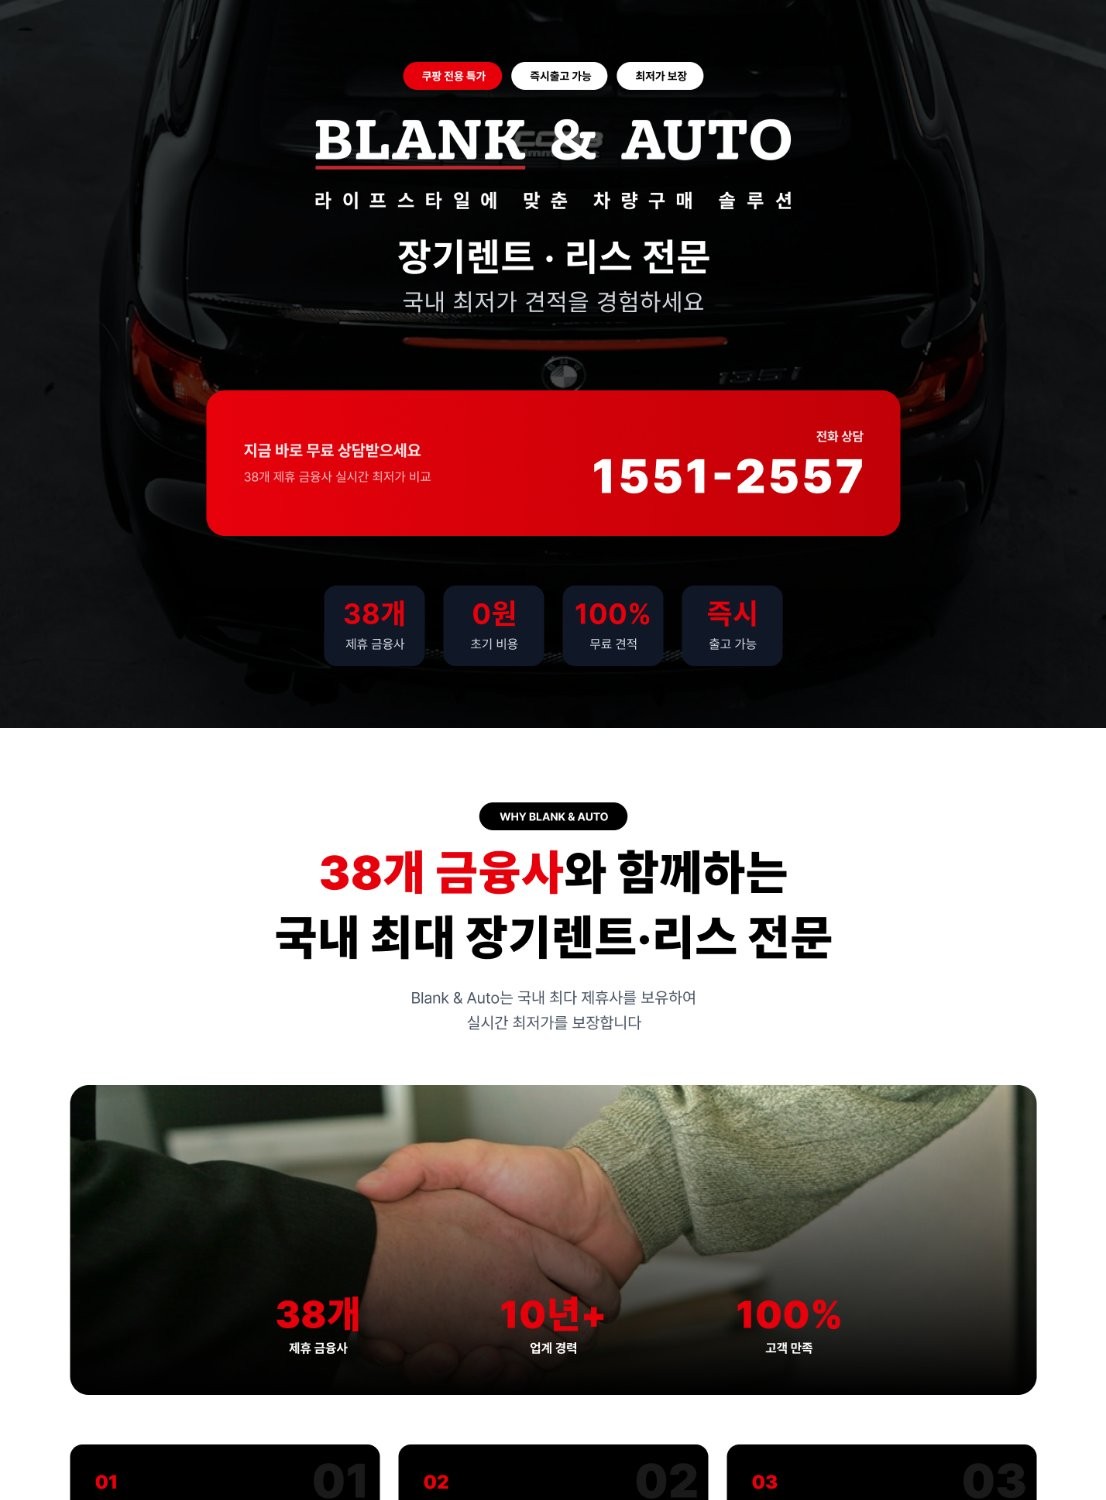 쿠팡 전용 특가 즉시출고 가능 최저가 보장
BLANK & AUTO
라이프스타일에 맞춘 차량구매 솔루션
장기렌트 · 리스 전문
국내 최저가 견적을 경험하세요
135i
지금 바로 무료 상담받으세요
38개 제휴 금융사 실시간 최저가 비교
전화 상담
1551-2557
38개 0원 100% 즉시
제휴 금융사 초기 비용 무료 견적 출고 가능
WHY BLANK & AUTO
38개 금융사와 함께하는
국내 최대 장기렌트·리스 전문
Blank & Auto는 국내 최다 제휴사를 보유하여
실시간 최저가를 보장합니다
38개 10년+ 100%
제휴 금융사 업계 경력 고객 만족
01 01 02 02 03 03